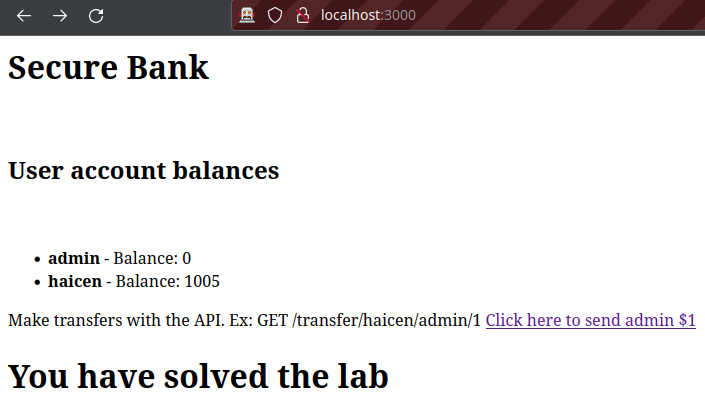 localhost:3000
Secure Bank
User account balances
• admin - Balance: 0
• haicen - Balance: 1005
Make transfers with the API. Ex: GET /transfer/haicen/admin/1 Click here to send admin $1
You have solved the lab